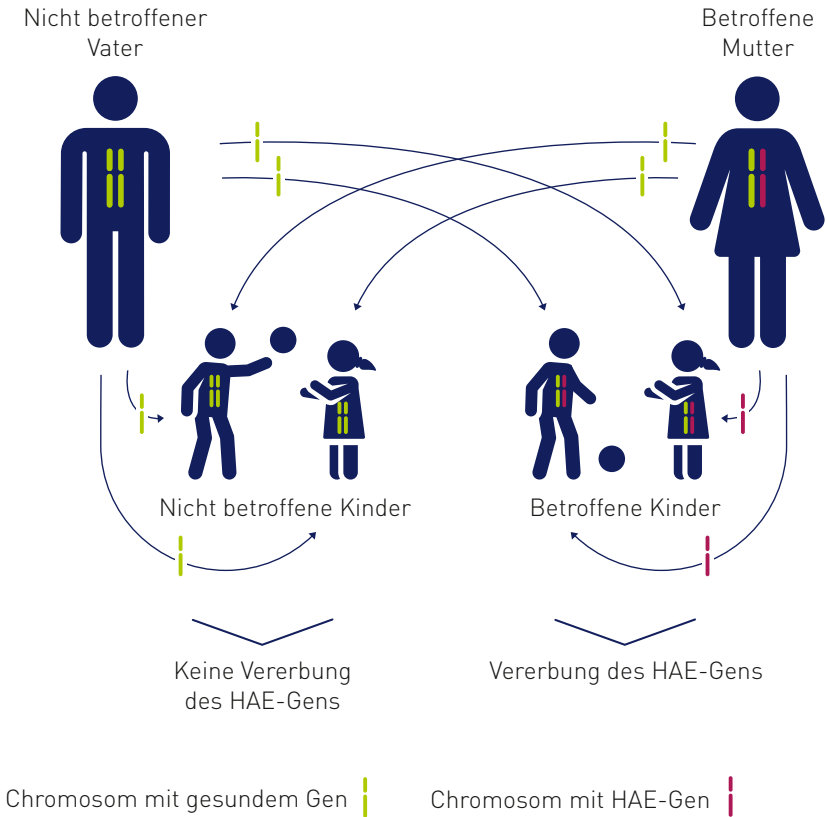 Nicht betroffener
Vater
Betroffene
Mutter
Nicht betroffene Kinder
Betroffene Kinder
Keine Vererbung
des HAE-Gens
Vererbung des HAE-Gens
Chromosom mit gesundem Gen
Chromosom mit HAE-Gen